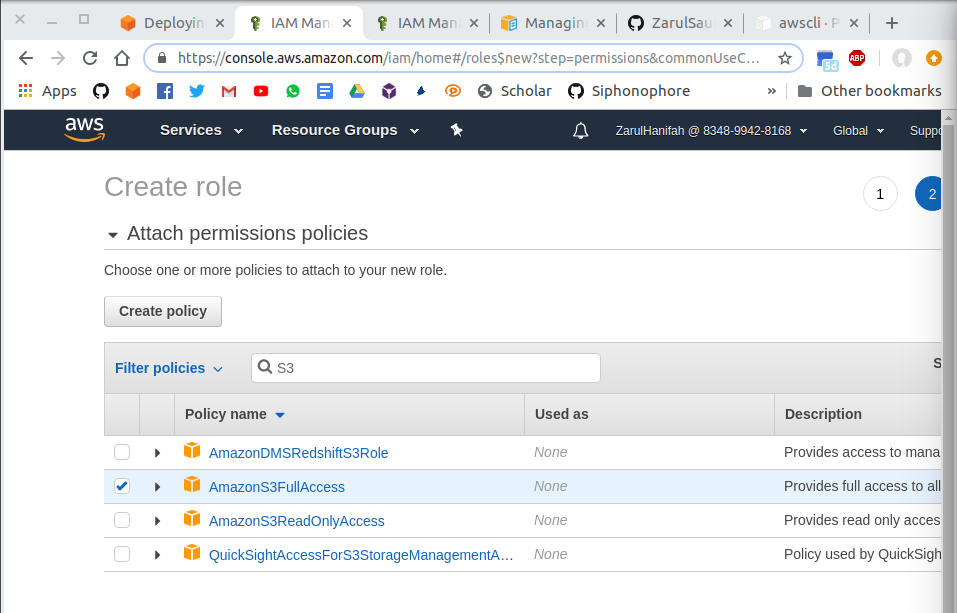 Deployin
IAM Man
IAM Man
Managin
ZarulSau
awscli · P
https://console.aws.amazon.com/iam/home#/roles$new?step=permissions&commonUseC...
5d
ABP
Apps
Scholar
Siphonophore
»
Other bookmarks
aws
Services
Resource Groups
ZarulHanifah @ 8348-9942-8168
Global
Suppo
Create role
1
2
Attach permissions policies
Choose one or more policies to attach to your new role.
Create policy
Filter policies
S3
S
Policy name
Used as
Description
AmazonDMSRedshiftS3Role
None
Provides access to mana
AmazonS3FullAccess
None
Provides full access to all
AmazonS3ReadOnlyAccess
None
Provides read only acces
QuickSightAccessForS3StorageManagementA...
None
Policy used by QuickSigh